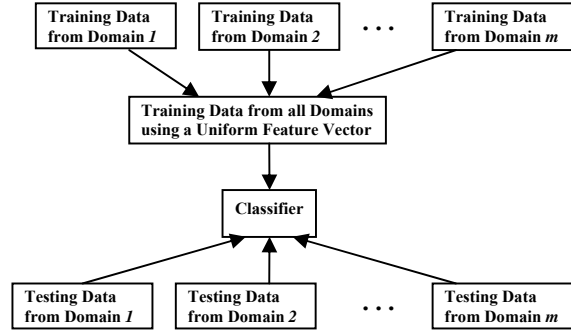 Training Data
from Domain 1
Training Data
from Domain 2
. . .
Training Data
from Domain m
Training Data from all Domains
using a Uniform Feature Vector
Classifier
Testing Data
from Domain 1
Testing Data
from Domain 2
. . .
Testing Data
from Domain m